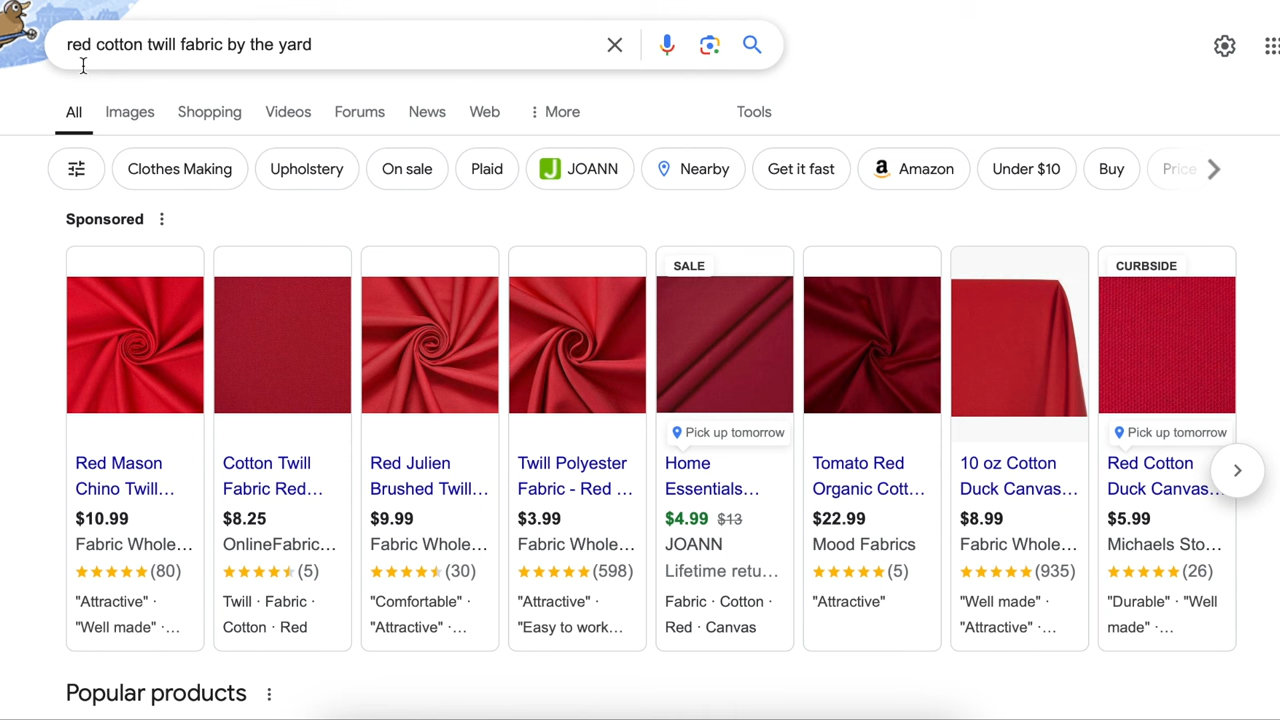 red cotton twill fabric by the yard
All Images Shopping Videos Forums News Web More Tools
Clothes Making Upholstery On sale Plaid JOANN Nearby Get it fast Amazon Under $10 Buy Price
Sponsored
Red Mason
Chino Twill...
$10.99
Fabric Whole...
(80)
"Attractive" ·
"Well made" ·...
Cotton Twill
Fabric Red...
$8.25
OnlineFabric...
(5)
Twill · Fabric ·
Cotton · Red
Red Julien
Brushed Twill...
$9.99
Fabric Whole...
(30)
"Comfortable" ·
"Attractive" ·...
Twill Polyester
Fabric - Red ...
$3.99
Fabric Whole...
(598)
"Attractive" ·
"Easy to work...
SALE
Pick up tomorrow
Home
Essentials...
$4.99 $13
JOANN
Lifetime retu...
Fabric · Cotton ·
Red · Canvas
Tomato Red
Organic Cott...
$22.99
Mood Fabrics
(5)
"Attractive"
10 oz Cotton
Duck Canvas...
$8.99
Fabric Whole...
(935)
"Well made" ·
"Attractive" ·...
CURBSIDE
Pick up tomorrow
Red Cotton
Duck Canvas...
$5.99
Michaels Sto...
(26)
"Durable" · "Well
made" ·...
Popular products